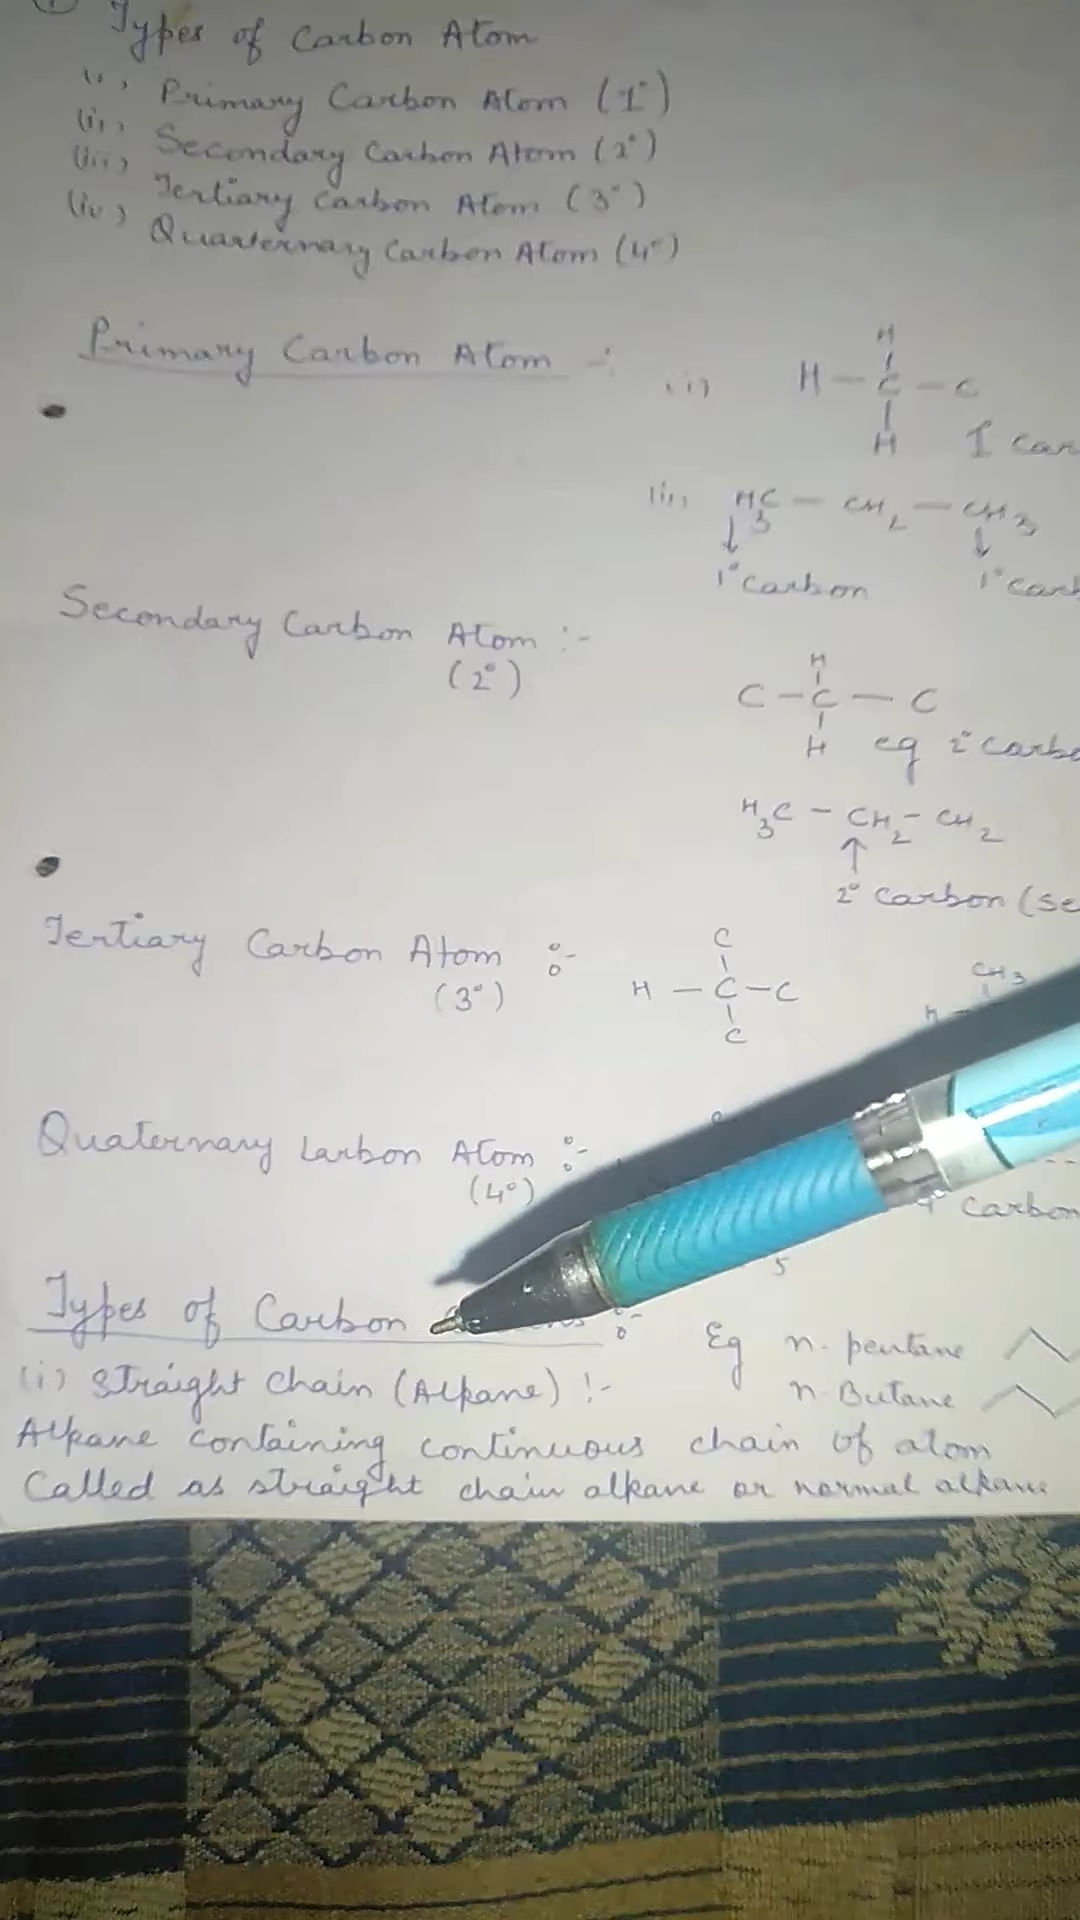 Types of Carbon Atom
(i) Primary Carbon Atom (1°)
(ii) Secondary Carbon Atom (2°)
(iii) Tertiary Carbon Atom (3°)
(iv) Quarternary Carbon Atom (4°)
Primary Carbon Atom :-
(i)
H
H — C — C
H
I Car
(ii) H3C — CH2 — CH3
1° Carbon
1° Carb
Secondary Carbon Atom :-
(2°)
H
C — C — C
H
eg 2° Carbo
H3C — CH2 — CH2
2° Carbon (Se
Tertiary Carbon Atom :-
(3°)
C
H — C — C
C
CH3
H
Quaternary Carbon Atom :-
(4°)
Carbon
5
Types of Carbon :-
Eg n. pentane
(i) Straight Chain (Alkane) :-
n. Butane
Alkane containing continuous chain of atom
Called as straight chain alkane or normal alkane